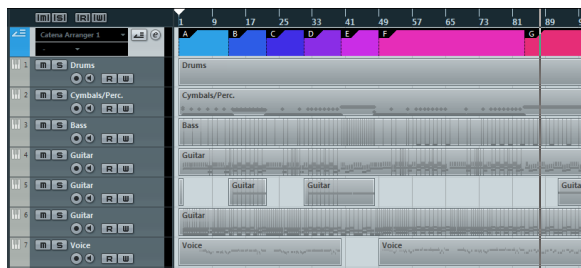 [M] [S] [R] [W]
1 9 17 25 33 41 49 57 65 73 81 89
Calima Arranger 1 e
A B C D E F G
-
1 M S Drums
R W
Drums
2 M S Cymbals/Perc.
R W
Cymbals/Perc.
3 M S Bass
R W
Bass
4 M S Guitar
R W
Guitar
5 M S Guitar
R W
Guitar Guitar Guita
6 M S Guitar
R W
Guitar
7 M S Voice
R W
Voice Voice